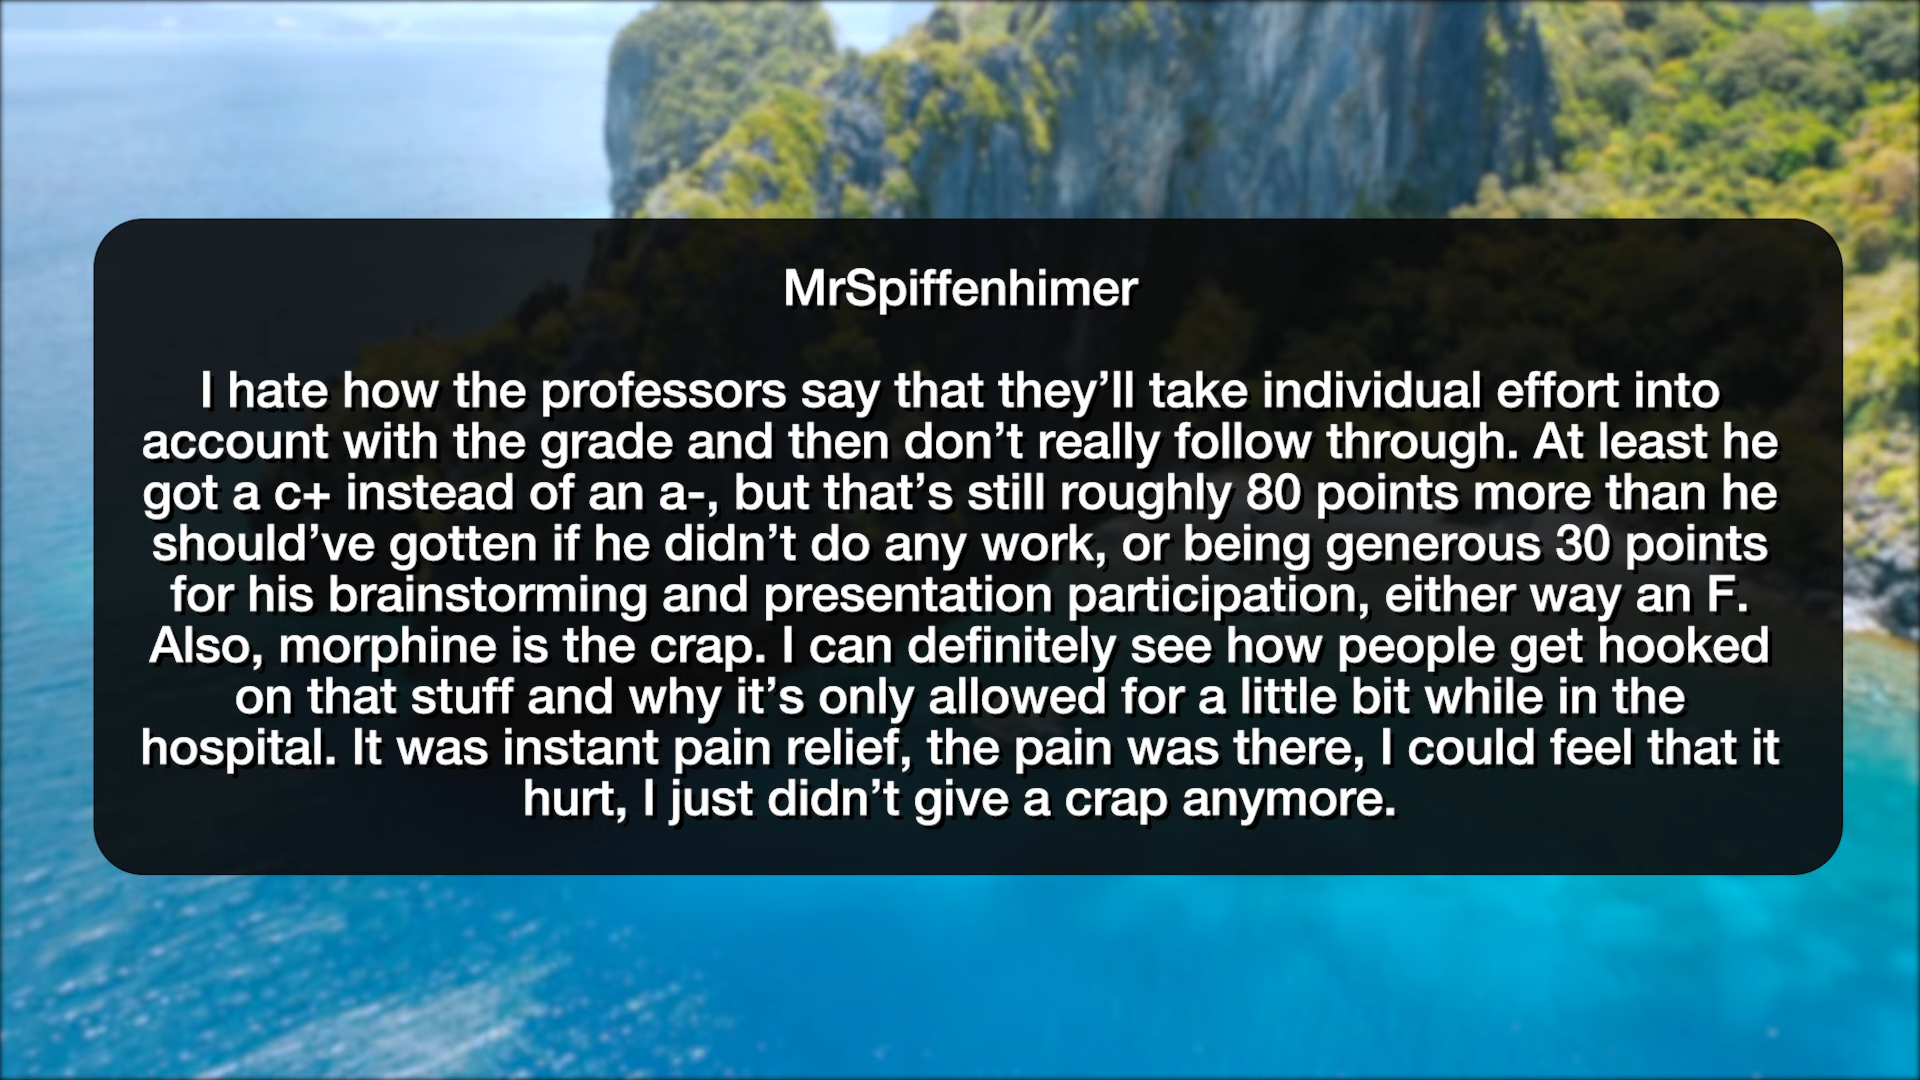 MrSpiffenhimer
I hate how the professors say that they’ll take individual effort into
account with the grade and then don’t really follow through. At least he
got a c+ instead of an a-, but that’s still roughly 80 points more than he
should’ve gotten if he didn’t do any work, or being generous 30 points
for his brainstorming and presentation participation, either way an F.
Also, morphine is the crap. I can definitely see how people get hooked
on that stuff and why it’s only allowed for a little bit while in the
hospital. It was instant pain relief, the pain was there, I could feel that it
hurt, I just didn’t give a crap anymore.